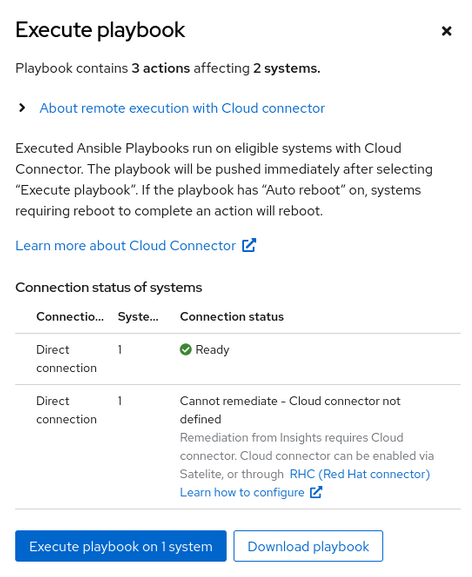 Execute playbook
Playbook contains 3 actions affecting 2 systems.
About remote execution with Cloud connector
Executed Ansible Playbooks run on eligible systems with Cloud
Connector. The playbook will be pushed immediately after selecting
“Execute playbook”. If the playbook has “Auto reboot” on, systems
requiring reboot to complete an action will reboot.
Learn more about Cloud Connector
Connection status of systems
Connectio... Syste... Connection status
Direct connection 1 Ready
Direct connection 1 Cannot remediate - Cloud connector not
defined
Remediation from Insights requires Cloud
connector. Cloud connector can be enabled via
Satelite, or through RHC (Red Hat connector)
Learn how to configure
Execute playbook on 1 system Download playbook